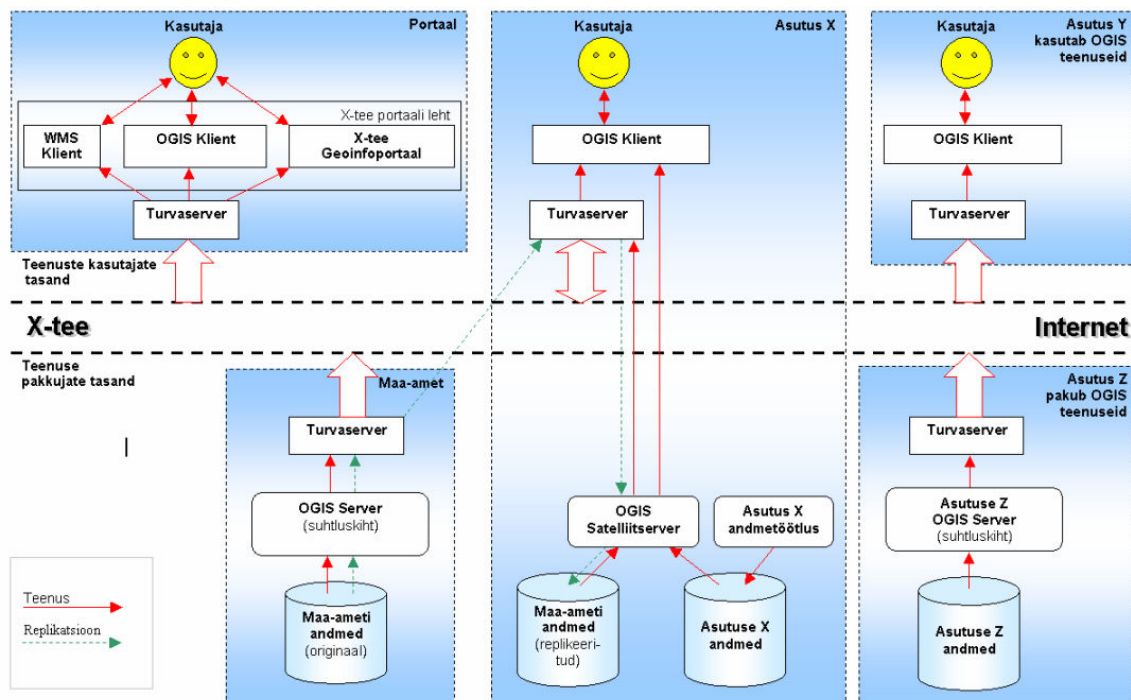 Portaal
Kasutaja
X-tee portaali leht
WMS
Klient
OGIS Klient
X-tee
Geoinfoportaal
Turvaserver
Teenuste kasutajate
tasand
Asutus X
Kasutaja
OGIS Klient
Turvaserver
Asutus Y
kasutab OGIS
teenuseid
Kasutaja
OGIS Klient
Turvaserver
X-tee
Internet
Teenuse
pakkujate tasand
Maa-amet
Turvaserver
OGIS Server
(suhtluskiht)
Maa-ameti
andmed
(originaal)
OGIS
Satelliitserver
Asutus X
andmetöötlus
Maa-ameti
andmed
(replikeeri-
tud)
Asutuse X
andmed
Asutus Z
pakub OGIS
teenuseid
Turvaserver
Asutuse Z
OGIS Server
(suhtluskiht)
Asutuse Z
andmed
Teenus
Replikatsioon